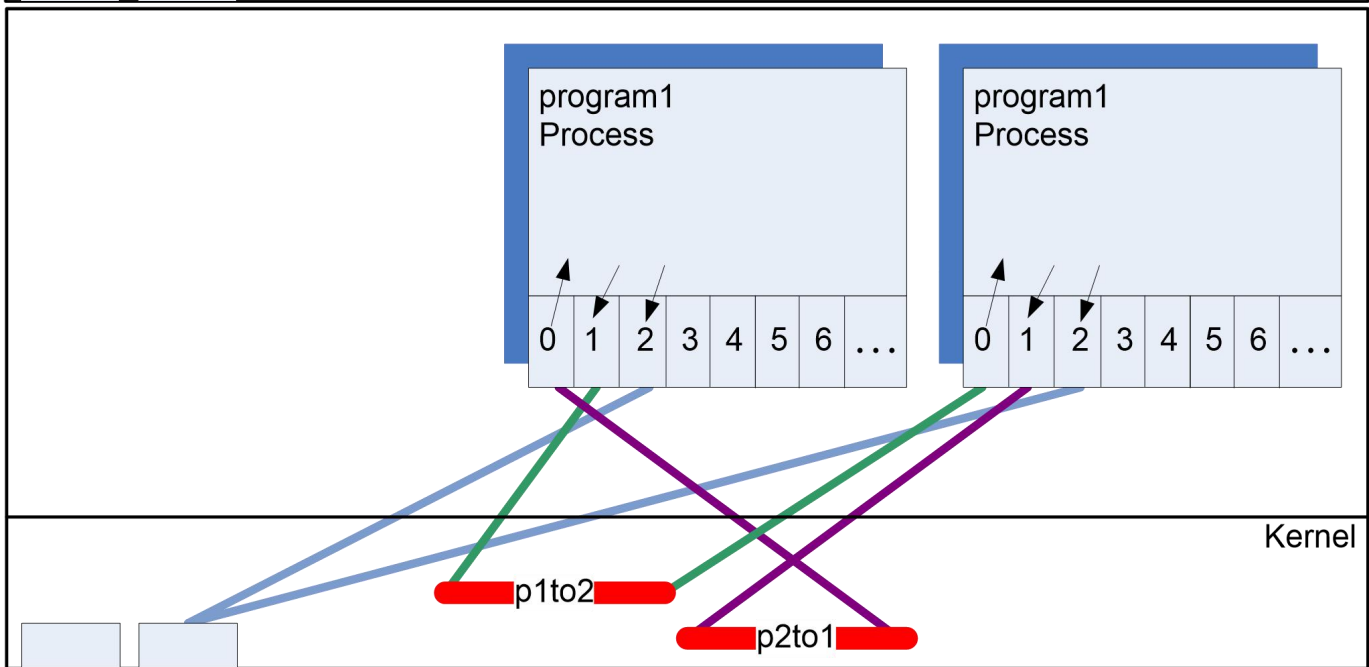 program1
Process
0 1 2 3 4 5 6 ...
program1
Process
0 1 2 3 4 5 6 ...
Kernel
p1to2
p2to1